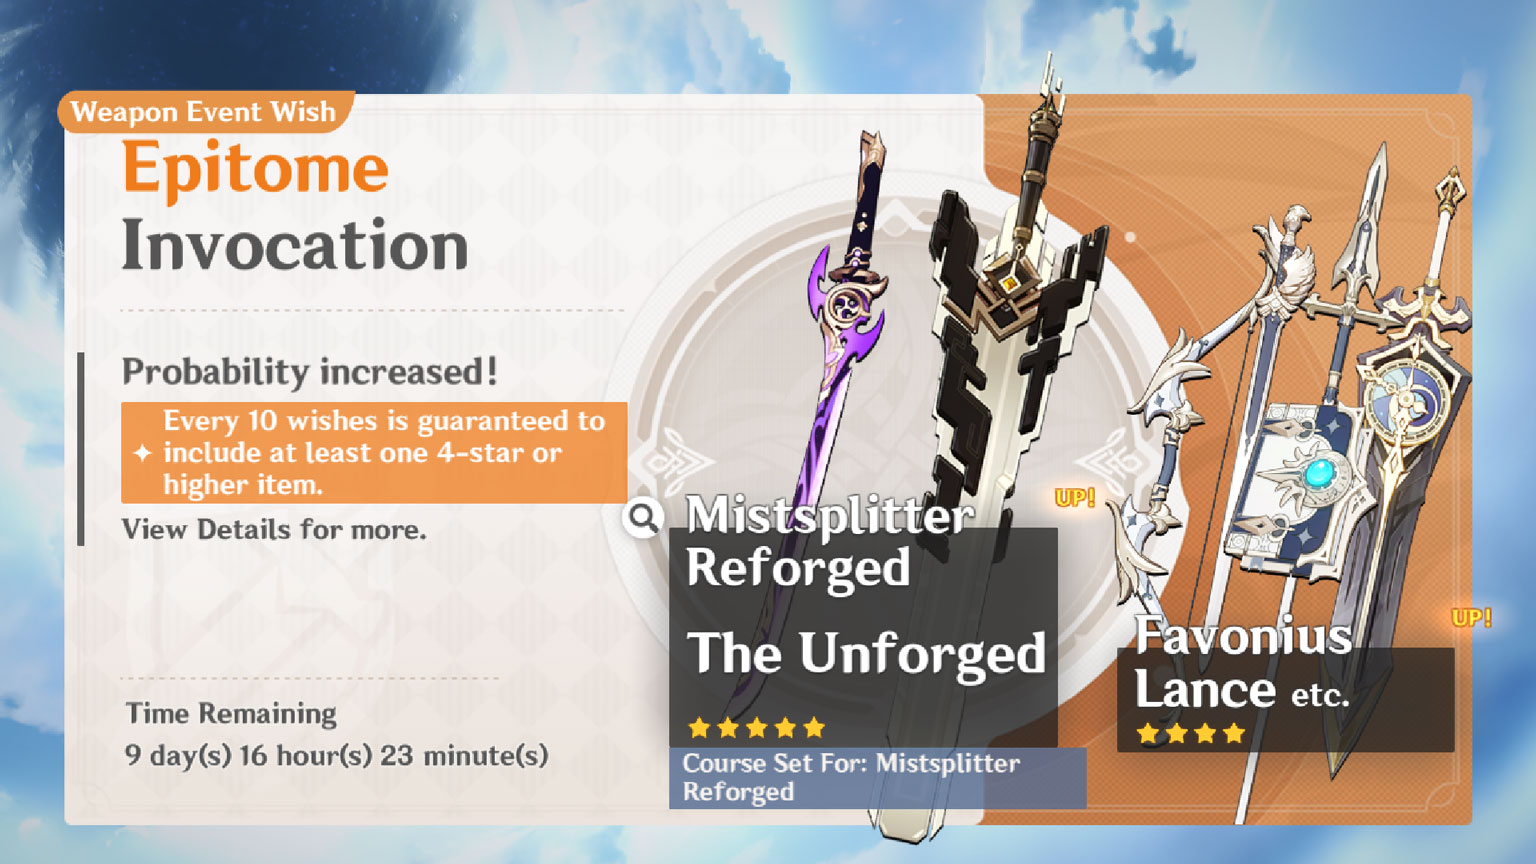 Weapon Event Wish
Epitome
Invocation
Probability increased!
Every 10 wishes is guaranteed to
include at least one 4-star or
higher item.
View Details for more.
Time Remaining
9 day(s) 16 hour(s) 23 minute(s)
UP!
Mistsplitter
Reforged
The Unforged
Course Set For: Mistsplitter
Reforged
UP!
Favonius
Lance etc.